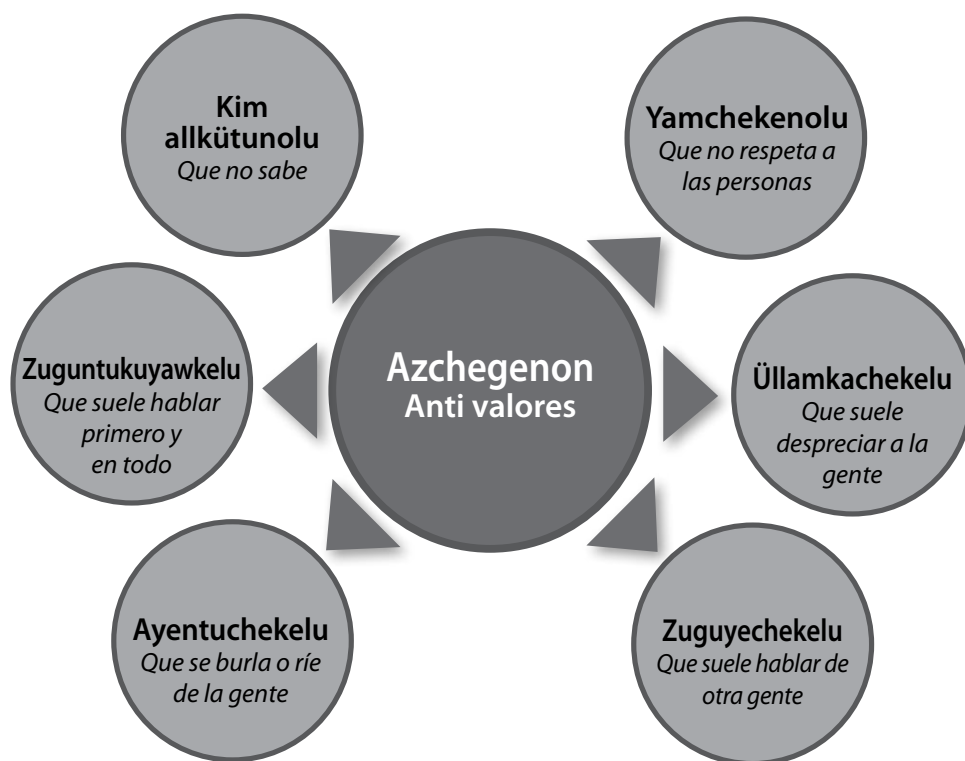 Kim
allkütunolu
Que no sabe
Yamchekenolu
Que no respeta a
las personas
Zuguntukuyawkelu
Que suele hablar
primero y
en todo
Azchegenon
Anti valores
Üllamkachekelu
Que suele
despreciar a la
gente
Ayentuchekelu
Que se burla o ríe
de la gente
Zuguyechekelu
Que suele hablar de
otra gente